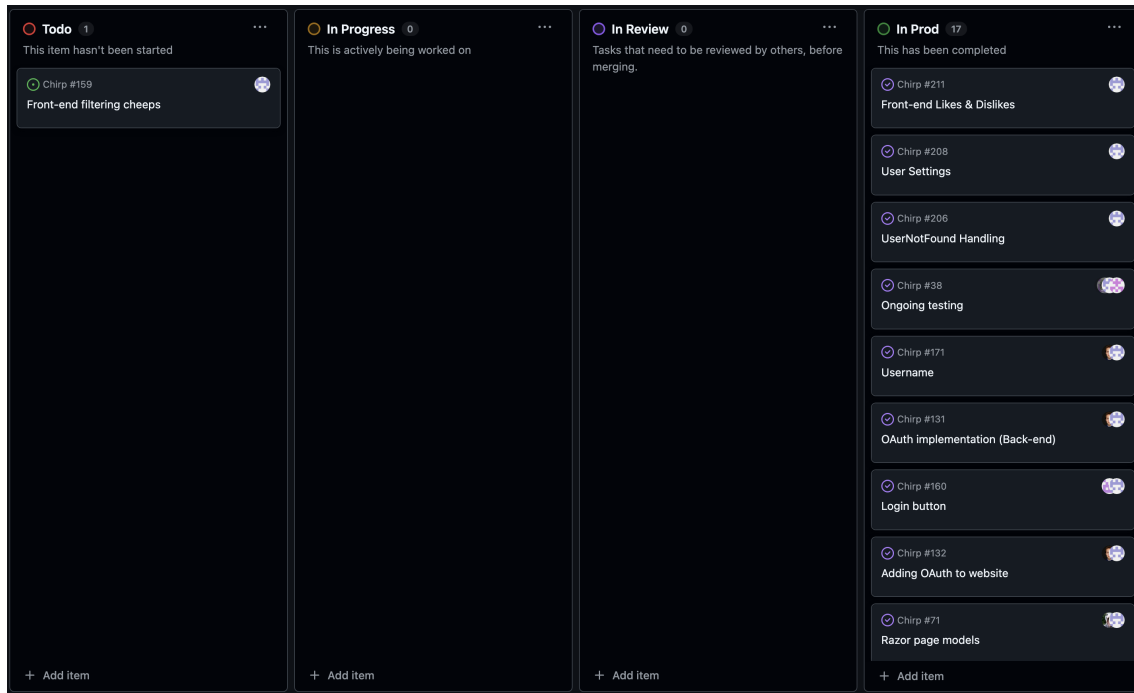 Todo 1
This item hasn't been started
Chirp #159
Front-end filtering cheeps
+ Add item
In Progress 0
This is actively being worked on
+ Add item
In Review 0
Tasks that need to be reviewed by others, before
merging.
+ Add item
In Prod 17
This has been completed
Chirp #211
Front-end Likes & Dislikes
Chirp #208
User Settings
Chirp #206
UserNotFound Handling
Chirp #38
Ongoing testing
Chirp #171
Username
Chirp #131
OAuth implementation (Back-end)
Chirp #160
Login button
Chirp #132
Adding OAuth to website
Chirp #71
Razor page models
+ Add item